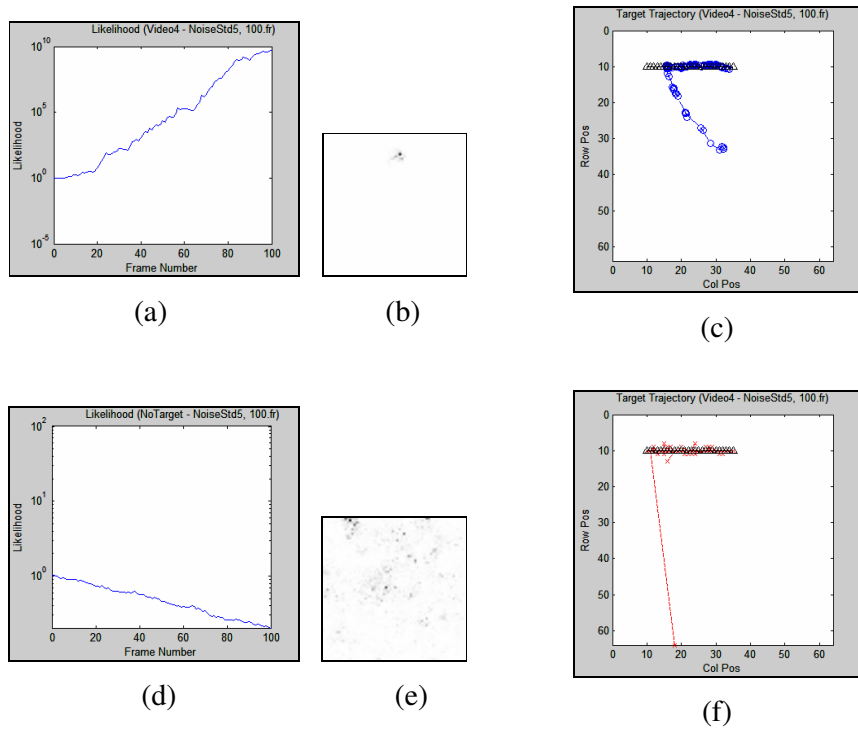 Likelihood (Video4 - NoiseStd5, 100.fr)
10^10
10^5
10^0
10^-5
Likelihood
0 20 40 60 80 100
Frame Number
(a)
(b)
Target Trajectory (Video4 - NoiseStd5, 100.fr)
0
10
20
30
40
50
60
Row Pos
0 10 20 30 40 50 60
Col Pos
(c)
Likelihood (NoTarget - NoiseStd5, 100.fr)
10^2
10^1
10^0
Likelihood
0 20 40 60 80 100
Frame Number
(d)
(e)
Target Trajectory (Video4 - NoiseStd5, 100.fr)
0
10
20
30
40
50
60
Row Pos
0 10 20 30 40 50 60
Col Pos
(f)